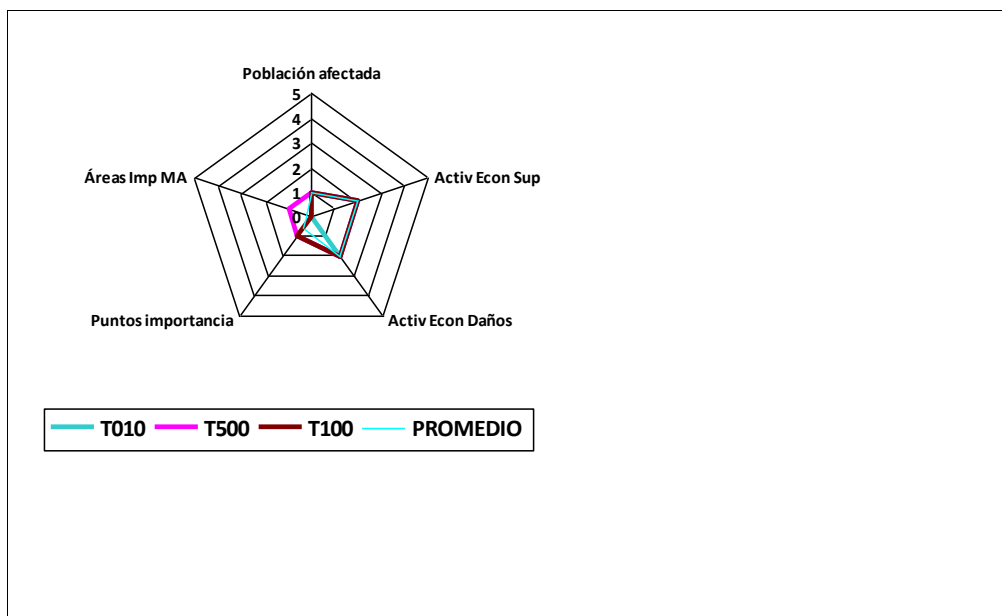 Población afectada
5
4
3
2
1
0
Áreas Imp MA
Activ Econ Sup
Puntos importancia
Activ Econ Daños
T010 T500 T100 PROMEDIO